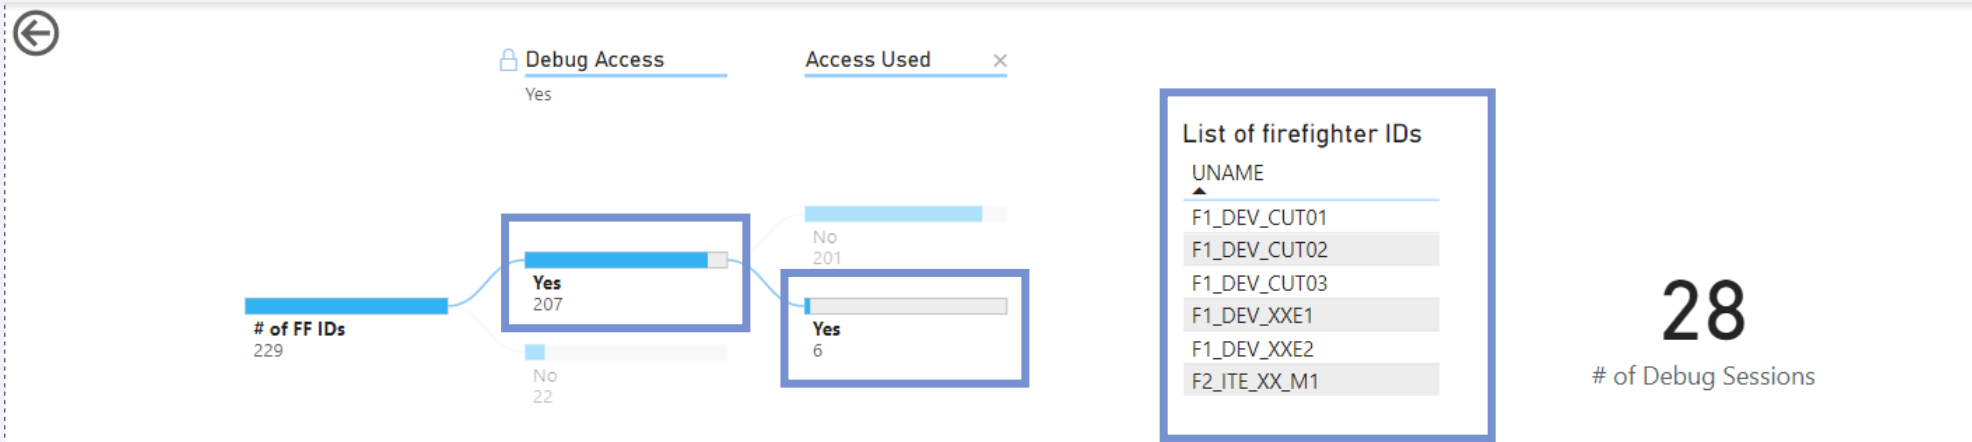 Debug Access
Yes
Access Used
# of FF IDs
229
Yes
207
No
22
No
201
Yes
6
List of firefighter IDs
UNAME
F1_DEV_CUT01
F1_DEV_CUT02
F1_DEV_CUT03
F1_DEV_XXE1
F1_DEV_XXE2
F2_ITE_XX_M1
28
# of Debug Sessions